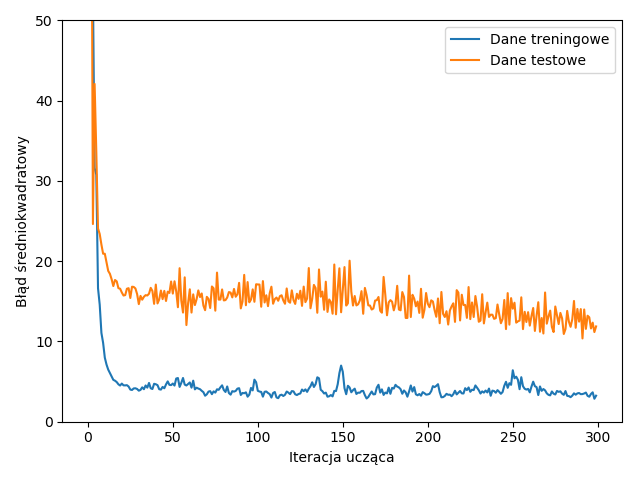 50
40
30
20
10
0
Błąd średniokwadratowy
Dane treningowe
Dane testowe
0 50 100 150 200 250 300
Iteracja ucząca